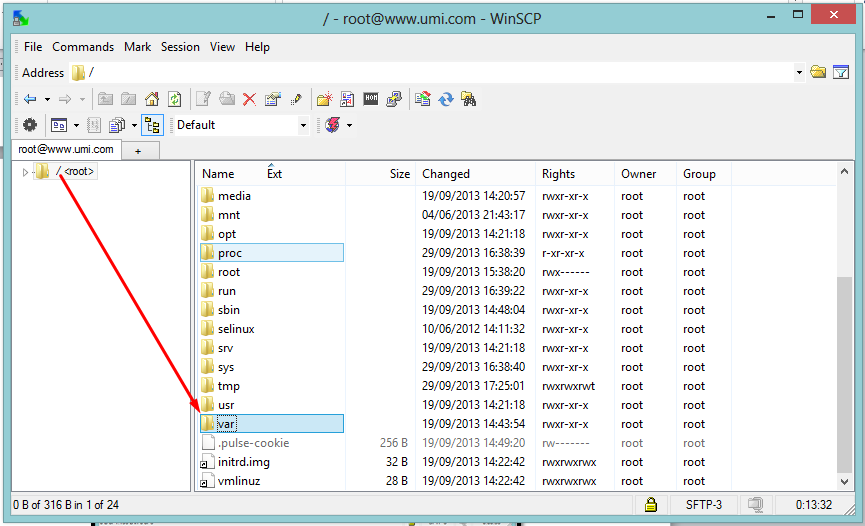 / - root@www.umi.com - WinSCP
File Commands Mark Session View Help
Address /
Default
root@www.umi.com +
/ <root>
Name Ext Size Changed Rights Owner Group
media 19/09/2013 14:20:57 rwxr-xr-x root root
mnt 04/06/2012 21:43:17 rwxr-xr-x root root
opt 19/09/2013 14:21:18 rwxr-xr-x root root
proc 29/09/2013 16:38:39 r-xr-xr-x root root
root 19/09/2013 15:38:20 rwx------ root root
run 29/09/2013 16:39:22 rwxr-xr-x root root
sbin 19/09/2013 14:48:04 rwxr-xr-x root root
selinux 10/06/2012 14:11:32 rwxr-xr-x root root
srv 19/09/2013 14:21:18 rwxr-xr-x root root
sys 29/09/2013 16:38:40 rwxr-xr-x root root
tmp 29/09/2013 17:25:01 rwxrwxrwt root root
usr 19/09/2013 14:21:18 rwxr-xr-x root root
var 19/09/2013 14:43:54 rwxr-xr-x root root
.pulse-cookie 256 B 19/09/2013 14:49:20 rw------- root root
initrd.img 32 B 19/09/2013 14:22:42 rwxrwxrwx root root
vmlinuz 28 B 19/09/2013 14:22:42 rwxrwxrwx root root
0 B of 316 B in 1 of 24 SFTP-3 0:13:32